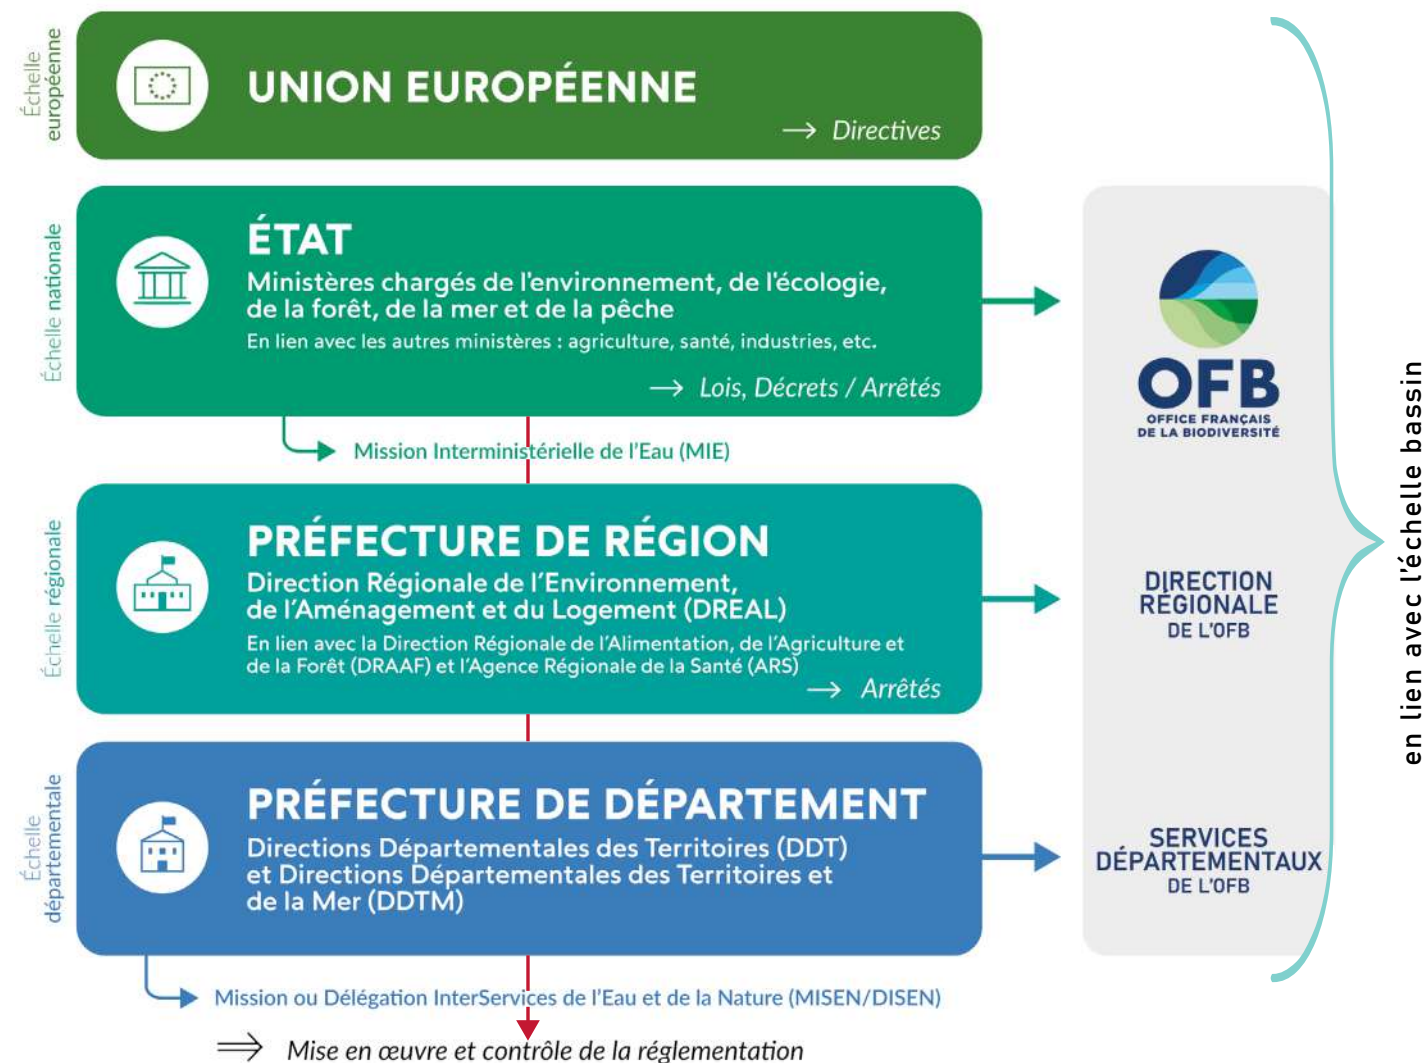 Échelle
européenne
UNION EUROPÉENNE
→ Directives
Échelle nationale
ÉTAT
Ministères chargés de l'environnement, de l'écologie,
de la forêt, de la mer et de la pêche
En lien avec les autres ministères : agriculture, santé, industries, etc.
→ Lois, Décrets / Arrêtés
Mission Interministérielle de l'Eau (MIE)
OFB
OFFICE FRANÇAIS
DE LA BIODIVERSITÉ
Échelle régionale
PRÉFECTURE DE RÉGION
Direction Régionale de l'Environnement,
de l'Aménagement et du Logement (DREAL)
En lien avec la Direction Régionale de l'Alimentation, de l'Agriculture et
de la Forêt (DRAAF) et l'Agence Régionale de la Santé (ARS)
→ Arrêtés
DIRECTION
RÉGIONALE
DE L'OFB
Échelle
départementale
PRÉFECTURE DE DÉPARTEMENT
Directions Départementales des Territoires (DDT)
et Directions Départementales des Territoires et
de la Mer (DDTM)
SERVICES
DÉPARTEMENTAUX
DE L'OFB
Mission ou Délégation InterServices de l'Eau et de la Nature (MISEN/DISEN)
⇒ Mise en œuvre et contrôle de la réglementation
en lien avec l'échelle bassin